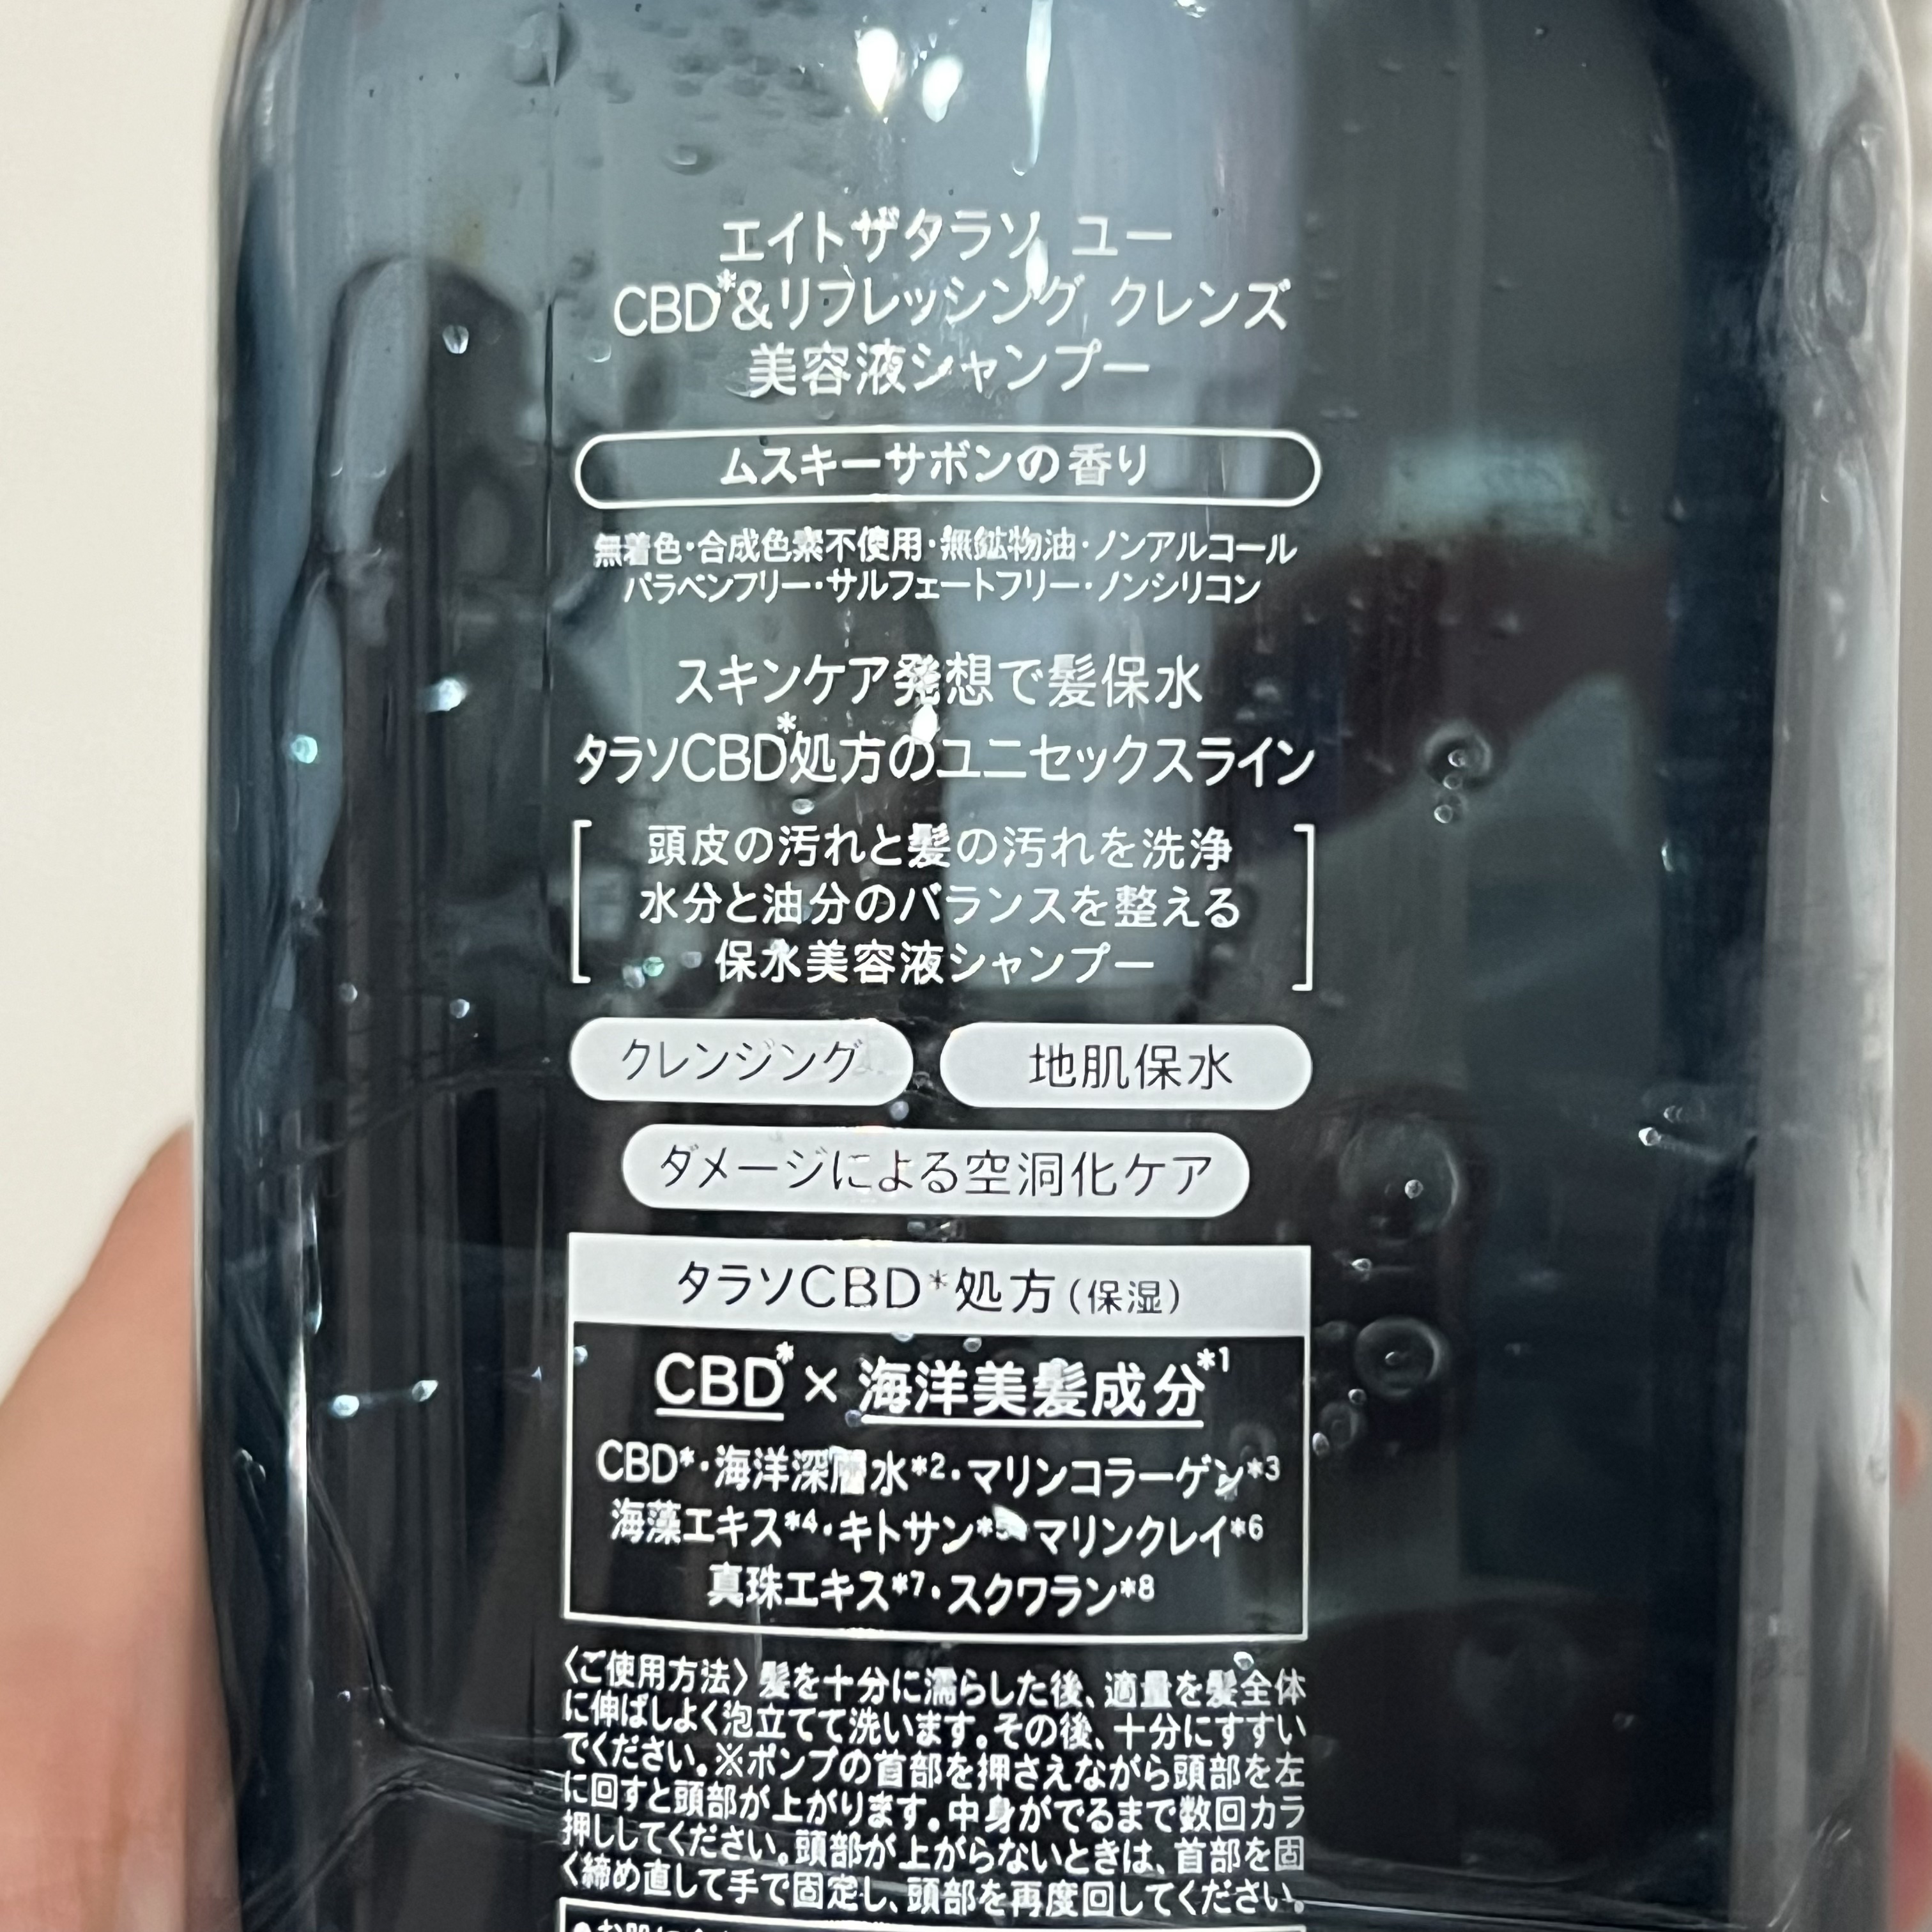 エイトザタラソ ユー
CBD*&リフレッシング クレンズ
美容液シャンプー
ムスキーサボンの香り
無着色・合成色素不使用・無鉱物油・ノンアルコール
パラベンフリー・サルフェートフリー・ノンシリコン
スキンケア発想で髪保水
タラソCBD*処方のユニセックスライン
頭皮の汚れと髪の汚れを洗浄
水分と油分のバランスを整える
保水美容液シャンプー
クレンジング 地肌保水
ダメージによる空洞化ケア
タラソCBD*処方(保湿)
CBD*×海洋美髪成分*1
CBD*・海洋深層水*2・マリンコラーゲン*3
海藻エキス*4・キトサン*5・マリンクレイ*6
真珠エキス*7・スクワラン*8
〈ご使用方法〉髪を十分に濡らした後、適量を髪全体
に伸ばしよく泡立てて洗います。その後、十分にすすい
でください。※ポンプの首部を押さえながら頭部を左
に回すと頭部が上がります。中身がでるまで数回カラ
押ししてください。頭部が上がらないときは、首部を固
く締め直して手で固定し、頭部を再度回してください。